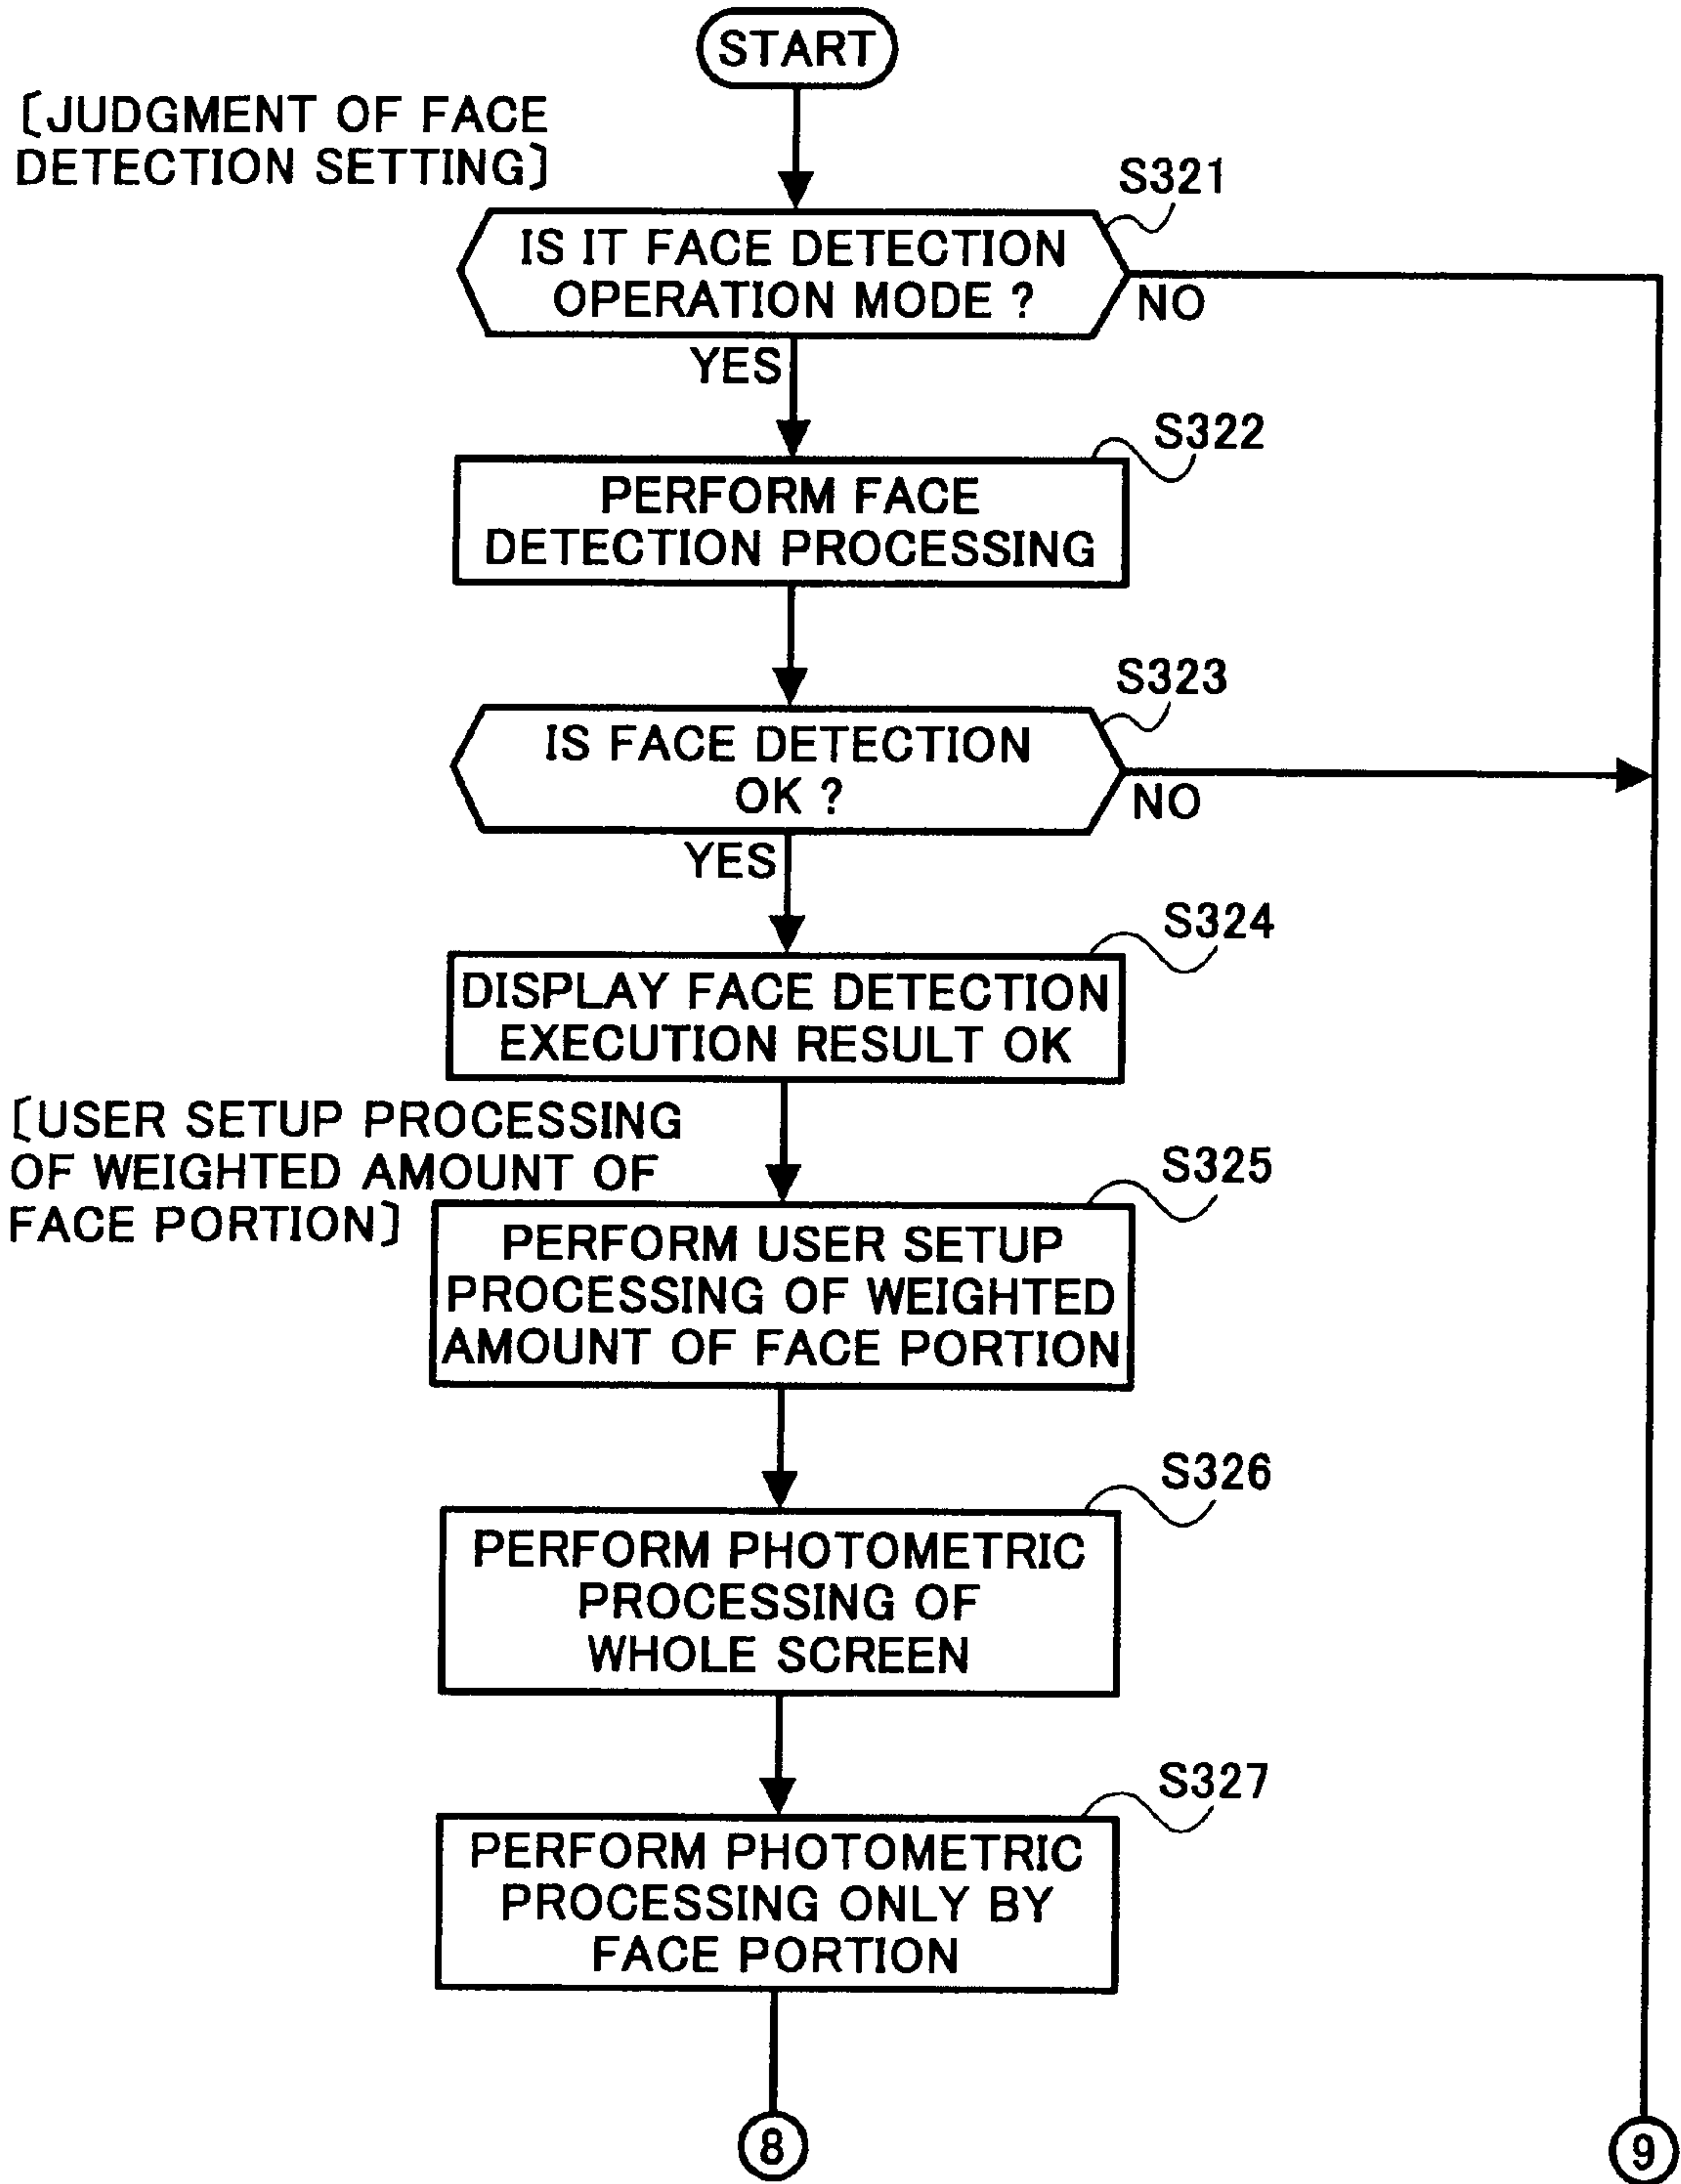 START
〔JUDGMENT OF FACE
DETECTION SETTING〕
S321
IS IT FACE DETECTION
OPERATION MODE ?
NO
YES
S322
PERFORM FACE
DETECTION PROCESSING
S323
IS FACE DETECTION
OK ?
NO
YES
S324
DISPLAY FACE DETECTION
EXECUTION RESULT OK
〔USER SETUP PROCESSING
OF WEIGHTED AMOUNT OF
FACE PORTION〕
S325
PERFORM USER SETUP
PROCESSING OF WEIGHTED
AMOUNT OF FACE PORTION
S326
PERFORM PHOTOMETRIC
PROCESSING OF
WHOLE SCREEN
S327
PERFORM PHOTOMETRIC
PROCESSING ONLY BY
FACE PORTION
8
9